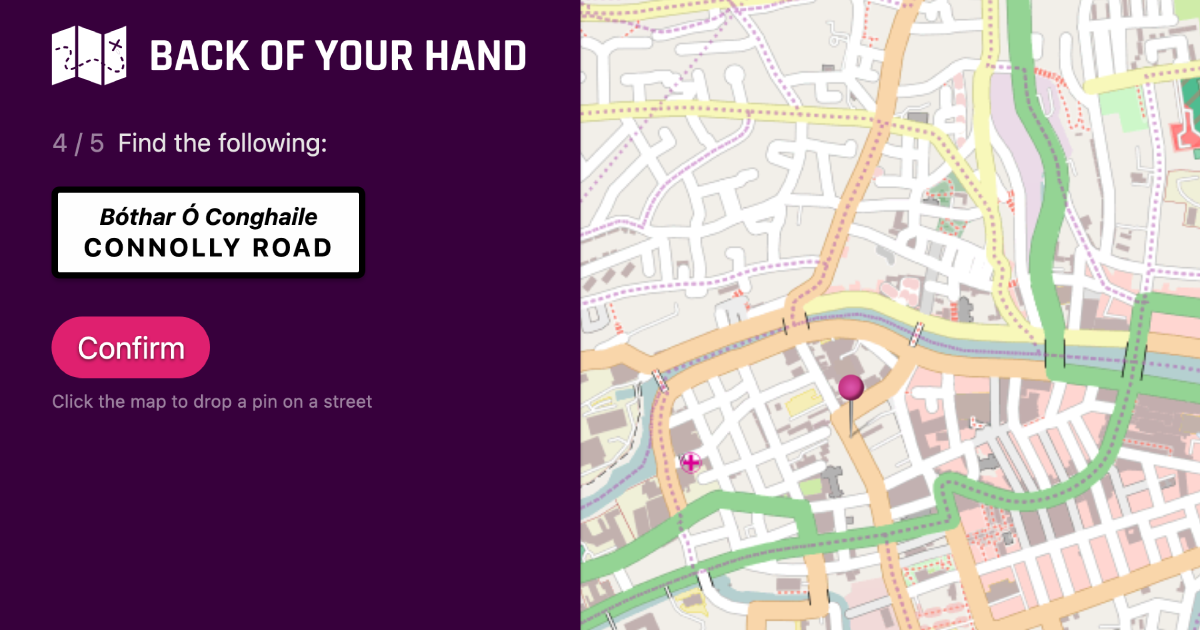 BACK OF YOUR HAND
4 / 5 Find the following:
Bóthar Ó Conghaile
CONNOLLY ROAD
Confirm
Click the map to drop a pin on a street